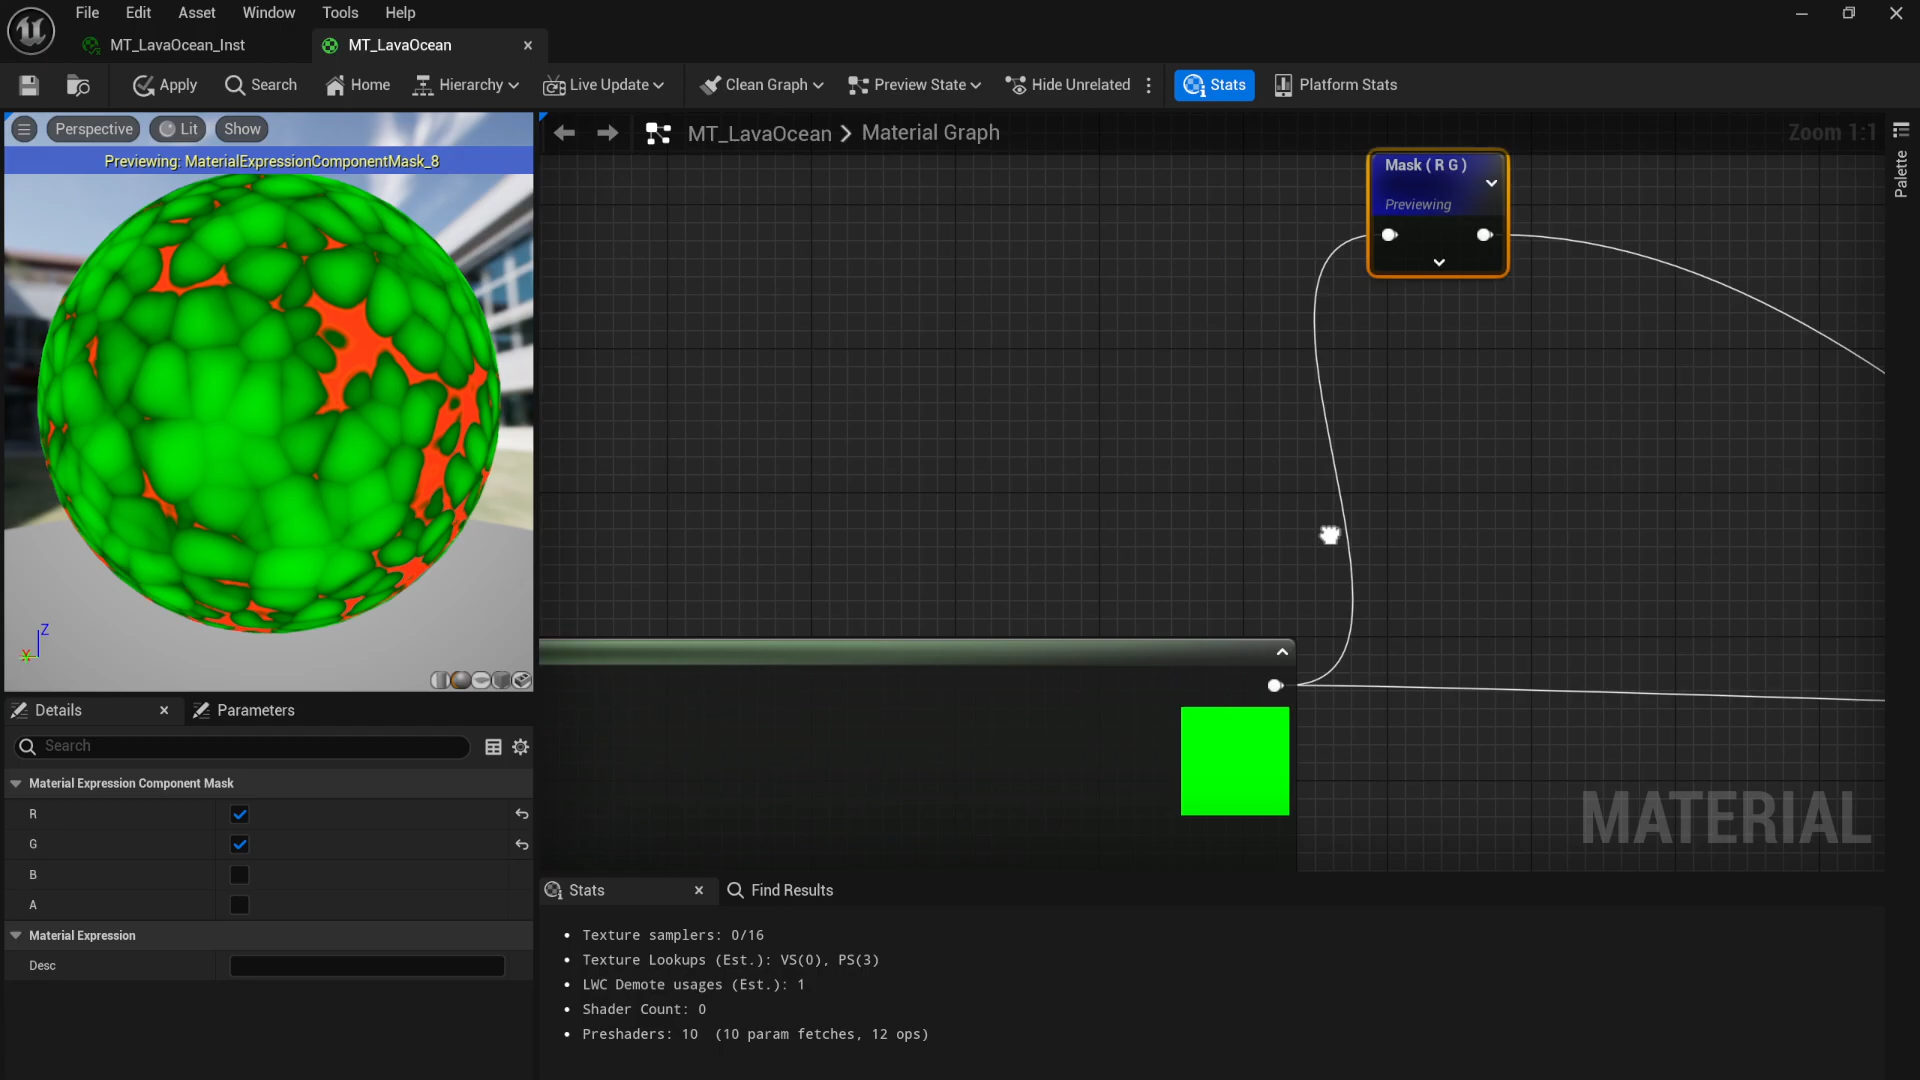 File Edit Asset Window Tools Help
MT_LavaOcean_Inst MT_LavaOcean
Apply Search Home Hierarchy Live Update Clean Graph Preview State Hide Unrelated Stats Platform Stats
Perspective Lit Show
Previewing: MaterialExpressionComponentMask_8
MT_LavaOcean Material Graph
Zoom 1:1
Palette
Mask ( R G )
Previewing
Z
Y
MATERIAL
Details Parameters
Search
Material Expression Component Mask
R
G
B
A
Material Expression
Desc
Stats Find Results
• Texture samplers: 0/16
• Texture Lookups (Est.): VS(0), PS(3)
• LWC Demote usages (Est.): 1
• Shader Count: 0
• Preshaders: 10 (10 param fetches, 12 ops)